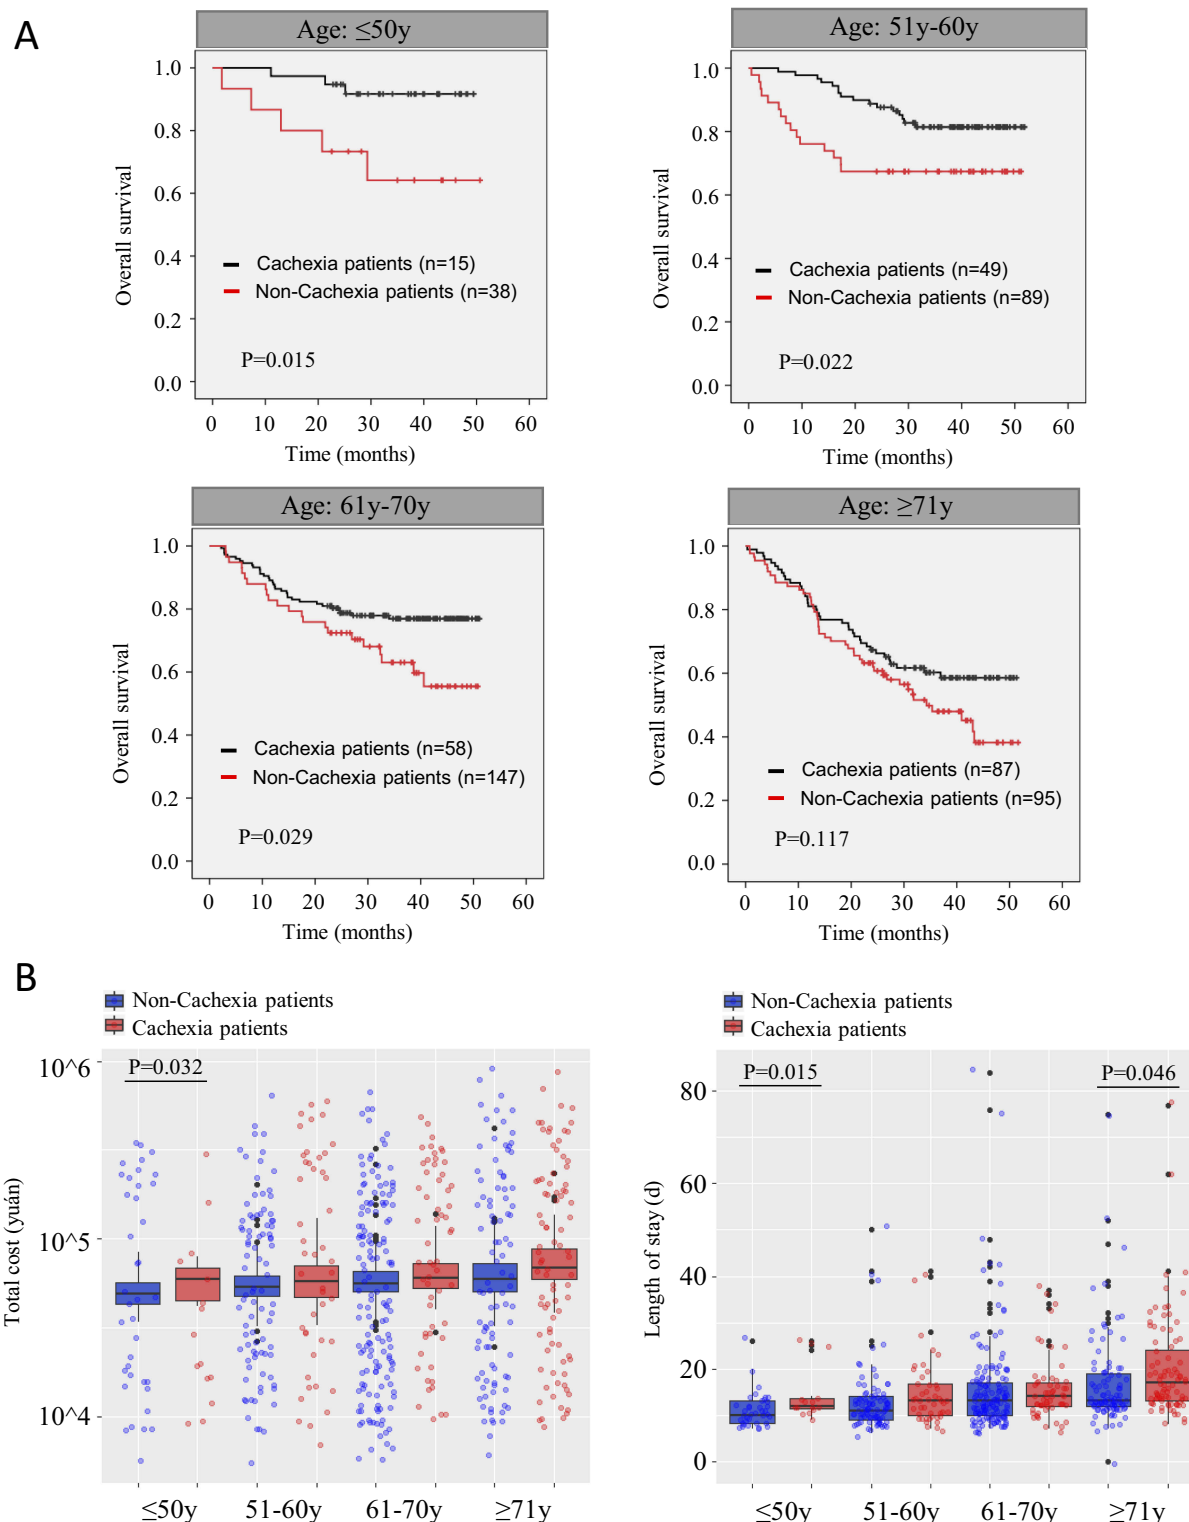 A
Age: ≤50y
1.0
0.8
0.6
0.4
0.2
0.0
Overall survival
Cachexia patients (n=15)
Non-Cachexia patients (n=38)
P=0.015
0 10 20 30 40 50 60
Time (months)
Age: 51y-60y
1.0
0.8
0.6
0.4
0.2
0.0
Overall survival
Cachexia patients (n=49)
Non-Cachexia patients (n=89)
P=0.022
0 10 20 30 40 50 60
Time (months)
Age: 61y-70y
1.0
0.8
0.6
0.4
0.2
0.0
Overall survival
Cachexia patients (n=58)
Non-Cachexia patients (n=147)
P=0.029
0 10 20 30 40 50 60
Time (months)
Age: ≥71y
1.0
0.8
0.6
0.4
0.2
0.0
Overall survival
Cachexia patients (n=87)
Non-Cachexia patients (n=95)
P=0.117
0 10 20 30 40 50 60
Time (months)
B
Non-Cachexia patients
Cachexia patients
10^6
10^5
10^4
Total cost (yuán)
P=0.032
≤50y 51-60y 61-70y ≥71y
Non-Cachexia patients
Cachexia patients
80
60
40
20
0
Length of stay (d)
P=0.015
P=0.046
≤50y 51-60y 61-70y ≥71y